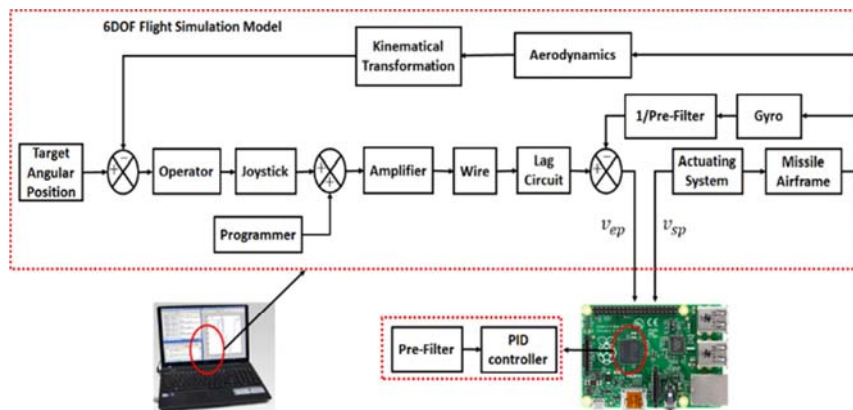 6DOF Flight Simulation Model
Kinematical
Transformation
Aerodynamics
1/Pre-Filter
Gyro
Target
Angular
Position
Operator
Joystick
Amplifier
Wire
Lag
Circuit
Actuating
System
Missile
Airframe
Programmer
v_ep
v_sp
Pre-Filter
PID
controller